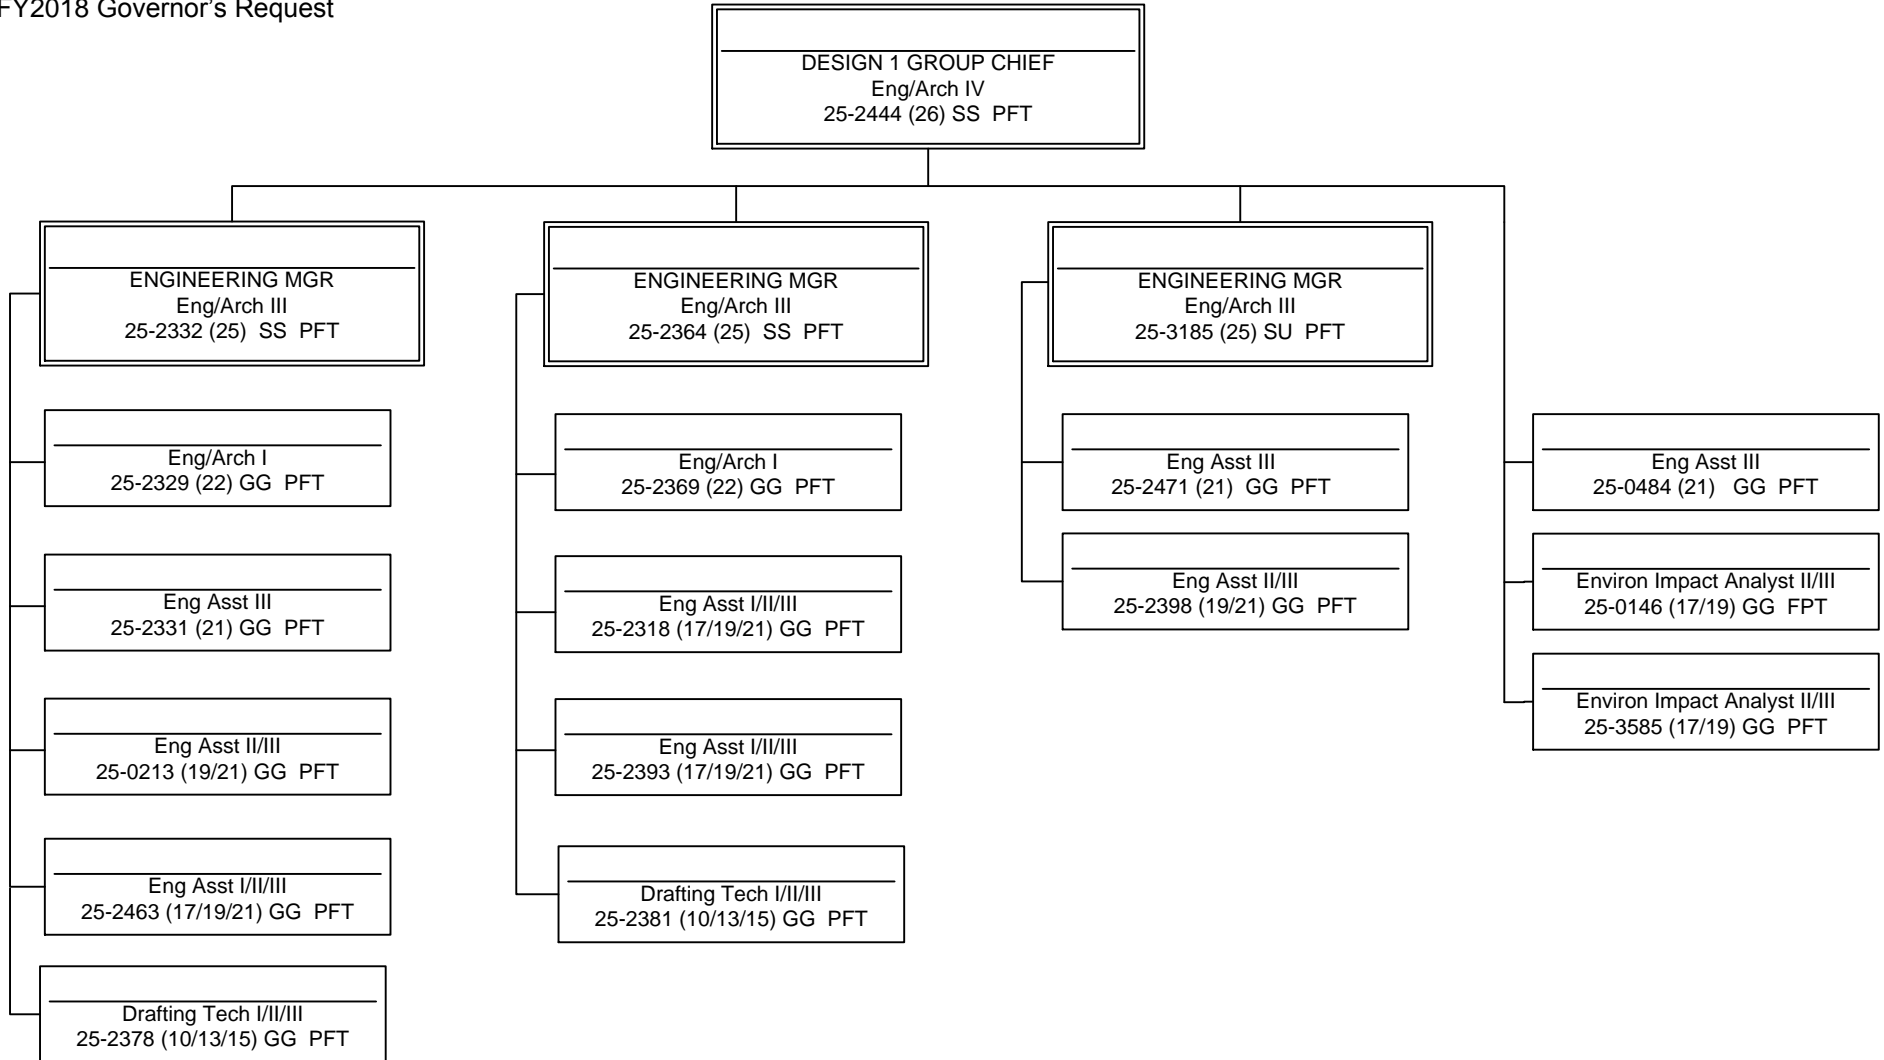 FY2018 Governor’s Request
DESIGN 1 GROUP CHIEF
Eng/Arch IV
25-2444 (26) SS PFT
ENGINEERING MGR
Eng/Arch III
25-2332 (25) SS PFT
Eng/Arch I
25-2329 (22) GG PFT
Eng Asst III
25-2331 (21) GG PFT
Eng Asst II/III
25-0213 (19/21) GG PFT
Eng Asst I/II/III
25-2463 (17/19/21) GG PFT
Drafting Tech I/II/III
25-2378 (10/13/15) GG PFT
ENGINEERING MGR
Eng/Arch III
25-2364 (25) SS PFT
Eng/Arch I
25-2369 (22) GG PFT
Eng Asst I/II/III
25-2318 (17/19/21) GG PFT
Eng Asst I/II/III
25-2393 (17/19/21) GG PFT
Drafting Tech I/II/III
25-2381 (10/13/15) GG PFT
ENGINEERING MGR
Eng/Arch III
25-3185 (25) SU PFT
Eng Asst III
25-2471 (21) GG PFT
Eng Asst II/III
25-2398 (19/21) GG PFT
Eng Asst III
25-0484 (21) GG PFT
Environ Impact Analyst II/III
25-0146 (17/19) GG FPT
Environ Impact Analyst II/III
25-3585 (17/19) GG PFT